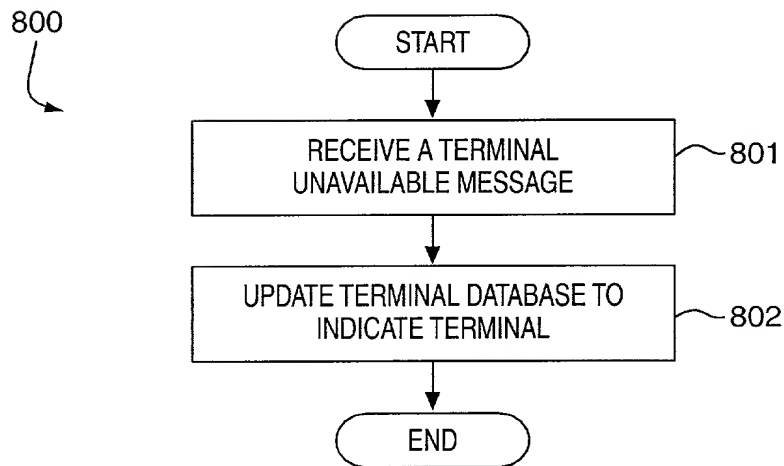 800
START
RECEIVE A TERMINAL
UNAVAILABLE MESSAGE
801
UPDATE TERMINAL DATABASE TO
INDICATE TERMINAL
802
END